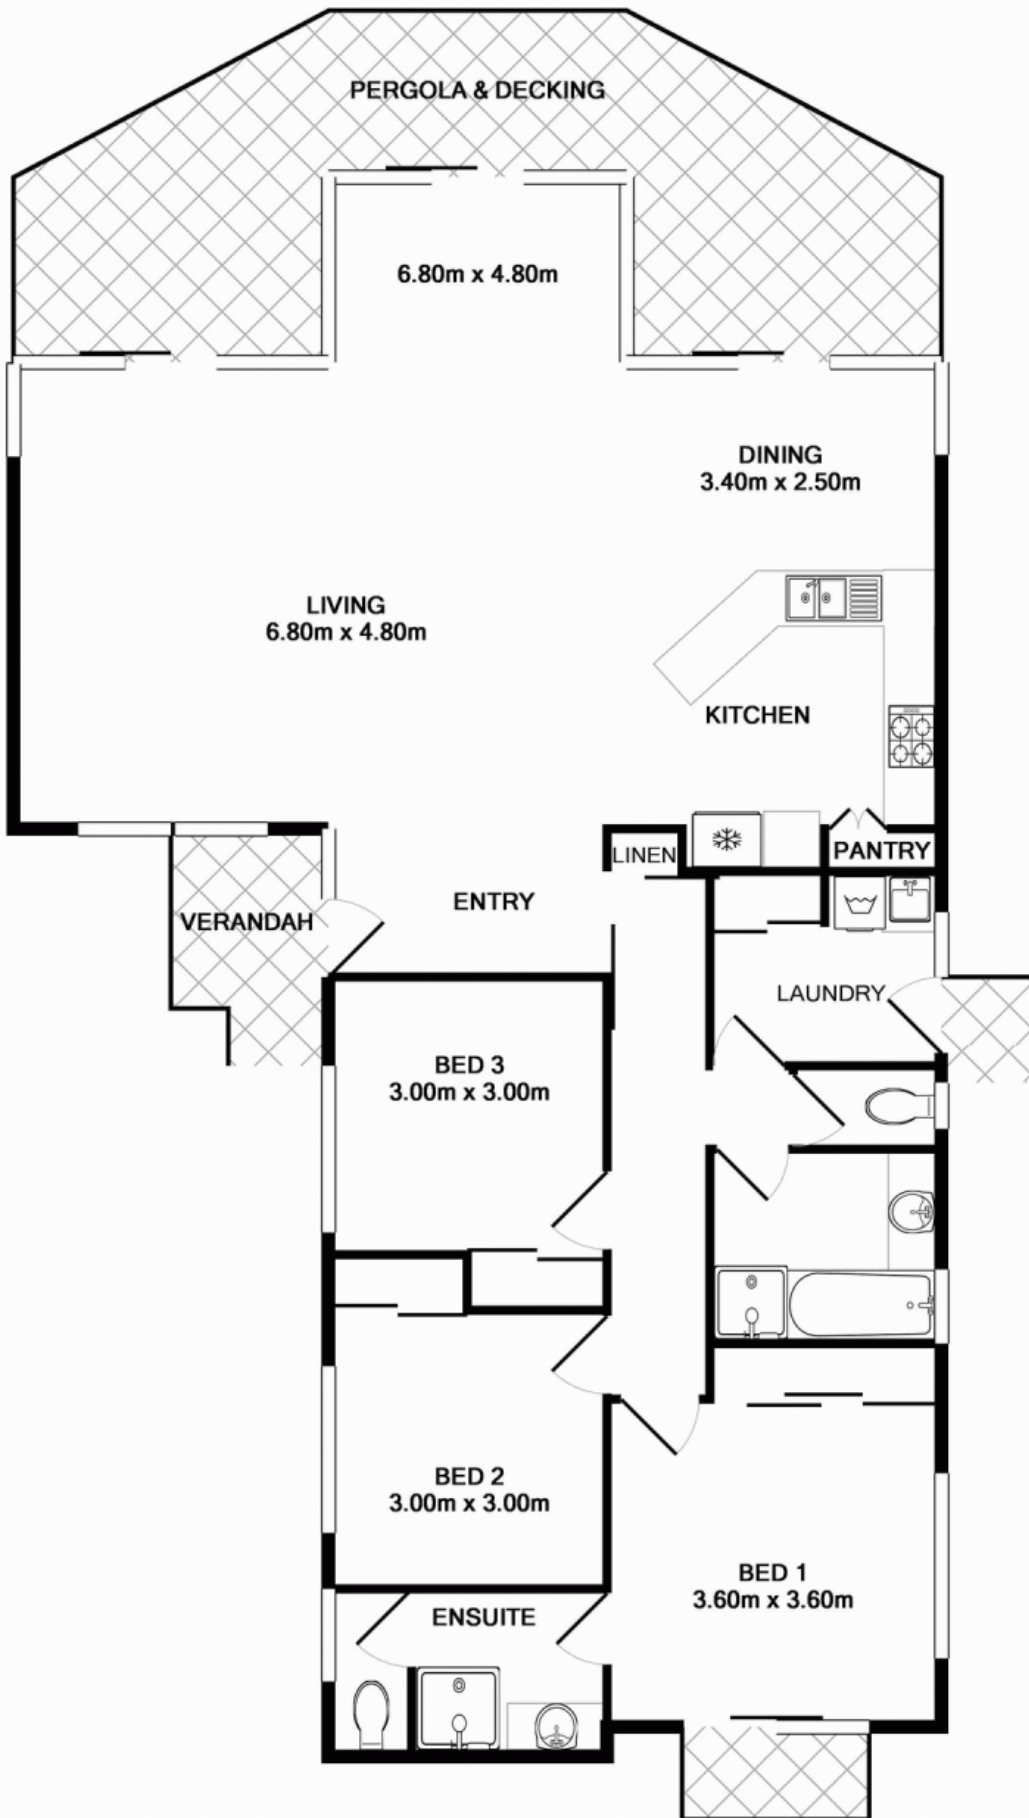 PERGOLA & DECKING
6.80m x 4.80m
DINING
3.40m x 2.50m
LIVING
6.80m x 4.80m
KITCHEN
LINEN
PANTRY
ENTRY
VERANDAH
LAUNDRY
BED 3
3.00m x 3.00m
BED 2
3.00m x 3.00m
BED 1
3.60m x 3.60m
ENSUITE